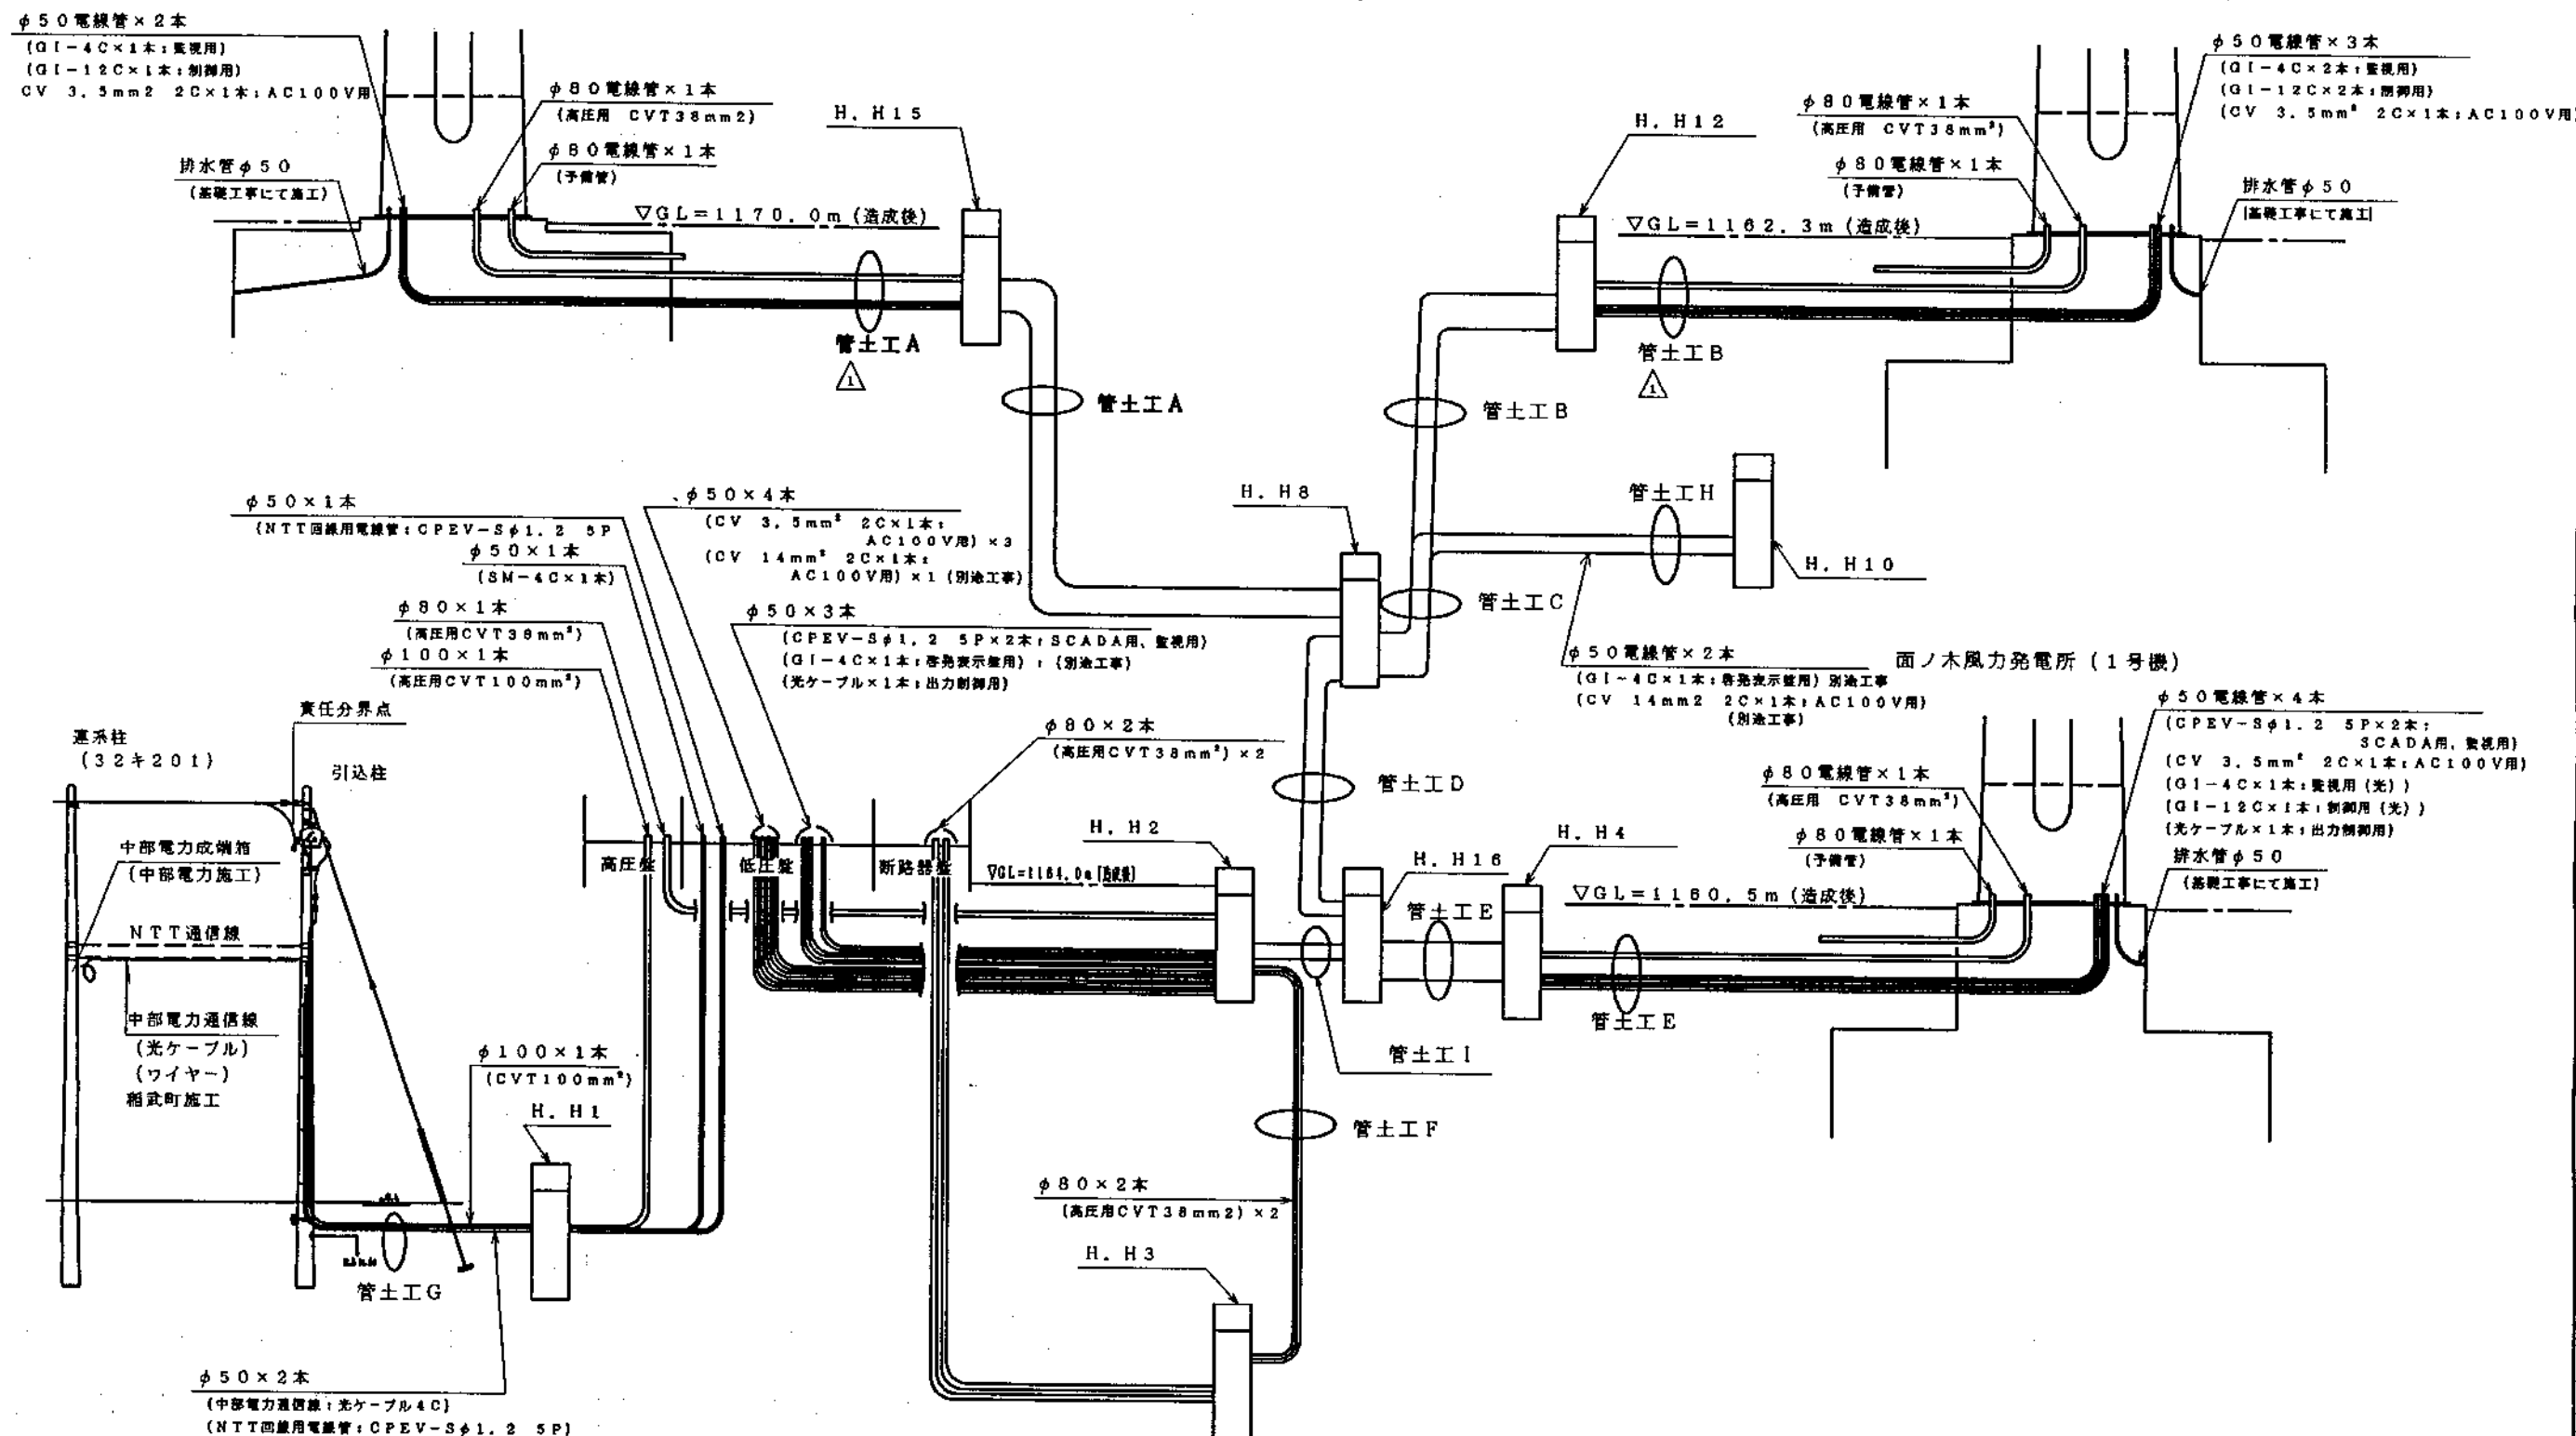 φ50電線管×2本
(GI-4C×1本:監視用)
(GI-12C×1本:制御用)
CV 3.5mm2 2C×1本:AC100V用
φ80電線管×1本
(高圧用 CVT38mm2)
φ80電線管×1本
(予備管)
排水管φ50
(基礎工事にて施工)
H.H15
▽GL=1170.0m(造成後)
管土工A
1
管土工A
H.H12
▽GL=1162.3m(造成後)
φ80電線管×1本
(高圧用 CVT38mm²)
φ80電線管×1本
(予備管)
φ50電線管×3本
(GI-4C×2本:監視用)
(GI-12C×2本:制御用)
(CV 3.5mm² 2C×1本:AC100V用)
排水管φ50
(基礎工事にて施工)
管土工B
1
管土工B
φ50×1本
(NTT回線用電線管:CPEV-Sφ1.2 5P
φ50×1本
(SM-4C×1本)
φ80×1本
(高圧用CVT38mm²)
φ100×1本
(高圧用CVT100mm²)
φ50×4本
(CV 3.5mm² 2C×1本:
AC100V用)×3
(CV 14mm² 2C×1本:
AC100V用)×1(別途工事)
φ50×3本
(CPEV-Sφ1.2 5P×2本:SCADA用、監視用)
(GI-4C×1本:啓発表示盤用):(別途工事)
(光ケーブル×1本:出力制御用)
φ80×2本
(高圧用CVT38mm²)×2
H.H8
管土工H
H.H10
管土工C
φ50電線管×2本
(GI-4C×1本:啓発表示盤用)別途工事
(CV 14mm2 2C×1本:AC100V用)
(別途工事)
面ノ木風力発電所(1号機)
φ50電線管×4本
(CPEV-Sφ1.2 5P×2本:
SCADA用、監視用)
(CV 3.5mm² 2C×1本:AC100V用)
(GI-4C×1本:監視用(光))
(GI-12C×1本:制御用(光))
(光ケーブル×1本:出力制御用)
φ80電線管×1本
(高圧用 CVT38mm²)
φ80電線管×1本
(予備管)
排水管φ50
(基礎工事にて施工)
責任分界点
連系柱
(32キ201)
引込柱
中部電力成端箱
(中部電力施工)
NTT通信線
中部電力通信線
(光ケーブル)
(ワイヤー)
稲武町施工
高圧盤
低圧盤
断路器盤
▽GL=1164.0m(造成後)
H.H2
管土工D
H.H16
H.H4
管土工E
▽GL=1160.5m(造成後)
管土工E
管土工I
管土工F
φ100×1本
(CVT100mm²)
H.H1
管土工G
φ80×2本
(高圧用CVT38mm2)×2
H.H3
φ50×2本
(中部電力通信線:光ケーブル4C)
(NTT回線用電線管:CPEV-Sφ1.2 5P)